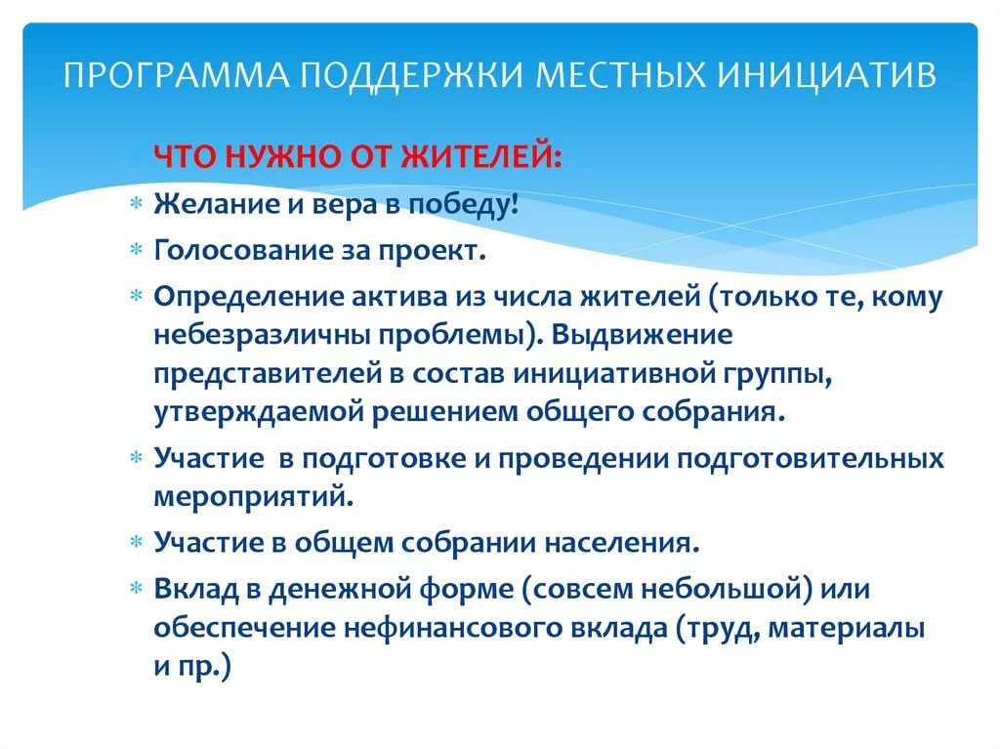 ПРОГРАММА ПОДДЕРЖКИ МЕСТНЫХ ИНИЦИАТИВ
ЧТО НУЖНО ОТ ЖИТЕЛЕЙ:
* Желание и вера в победу!
* Голосование за проект.
* Определение актива из числа жителей (только те, кому
небезразличны проблемы). Выдвижение
представителей в состав инициативной группы,
утверждаемой решением общего собрания.
* Участие в подготовке и проведении подготовительных
мероприятий.
* Участие в общем собрании населения.
* Вклад в денежной форме (совсем небольшой) или
обеспечение нефинансового вклада (труд, материалы
и пр.)